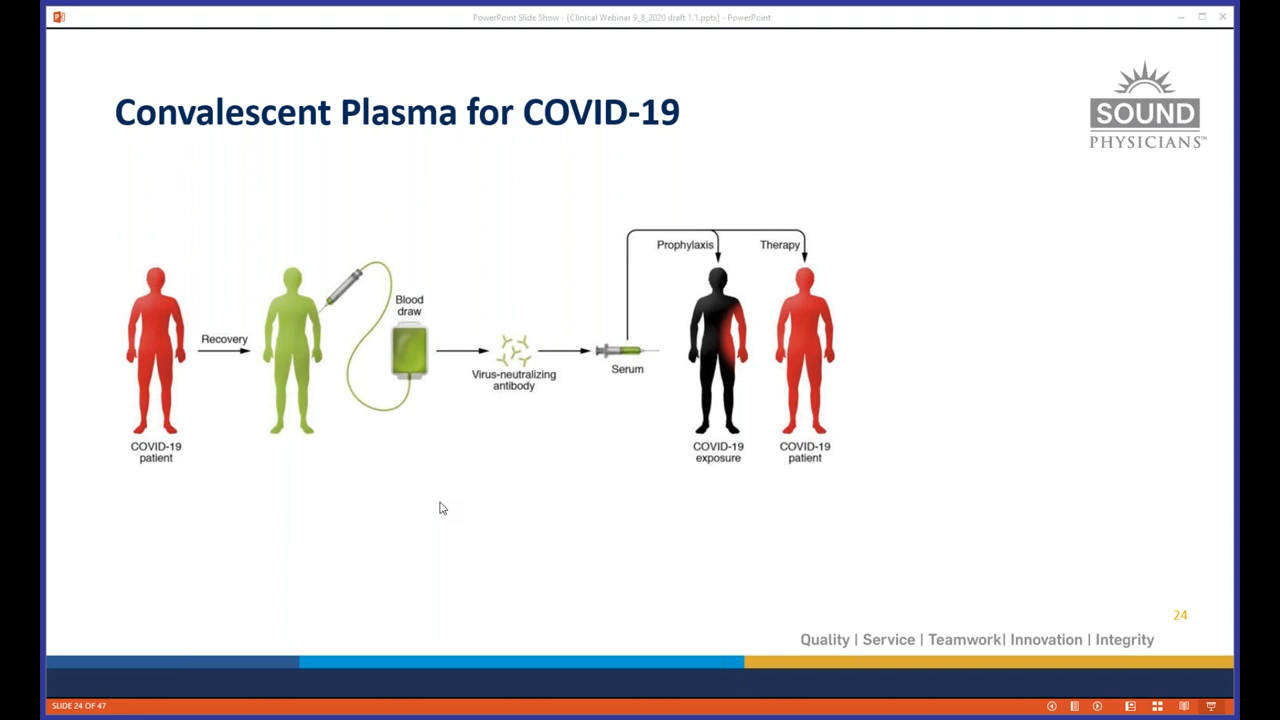 PowerPoint Slide Show - [Clinical Webinar 9_8_2020 draft 1.1.ppts] - PowerPoint
Convalescent Plasma for COVID-19
SOUND
PHYSICIANS™
Prophylaxis
Therapy
Blood
draw
Recovery
Virus-neutralizing
antibody
Serum
COVID-19
patient
COVID-19
exposure
COVID-19
patient
24
Quality | Service | Teamwork| Innovation | Integrity
SLIDE 24 OF 47